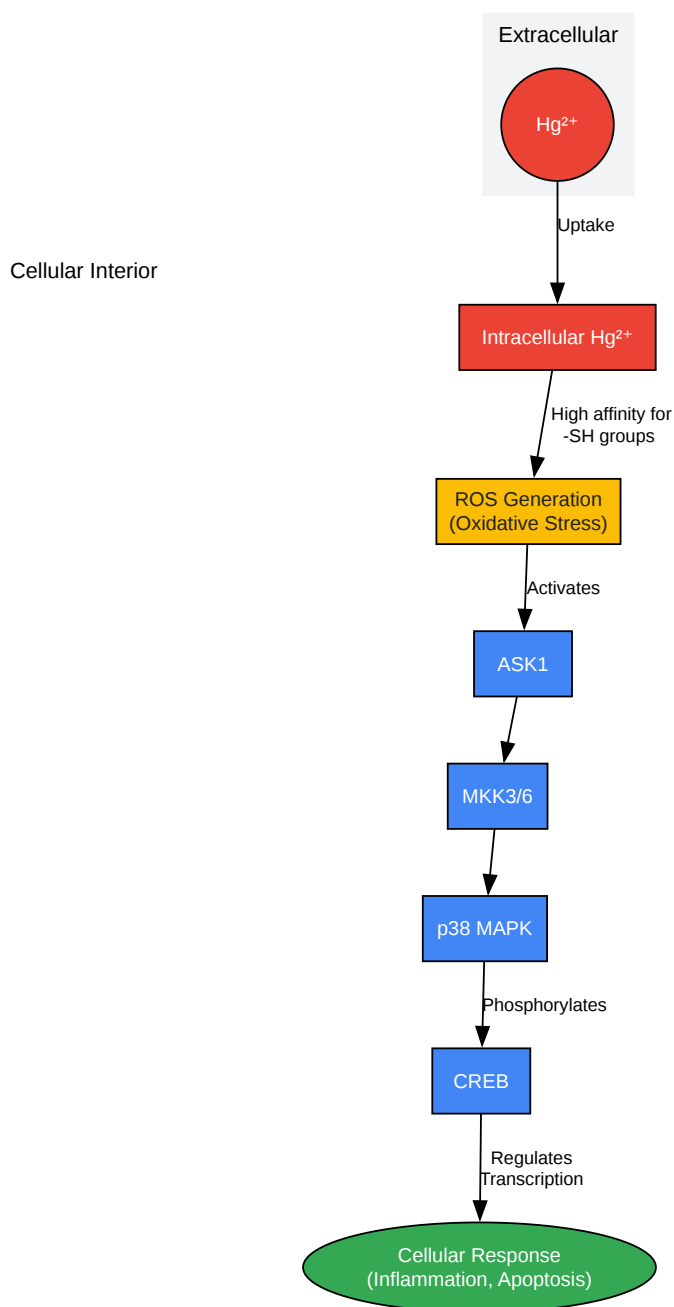 Extracellular
Hg²⁺
Uptake
Cellular Interior
Intracellular Hg²⁺
High affinity for
-SH groups
ROS Generation
(Oxidative Stress)
Activates
ASK1
MKK3/6
p38 MAPK
Phosphorylates
CREB
Regulates
Transcription
Cellular Response
(Inflammation, Apoptosis)